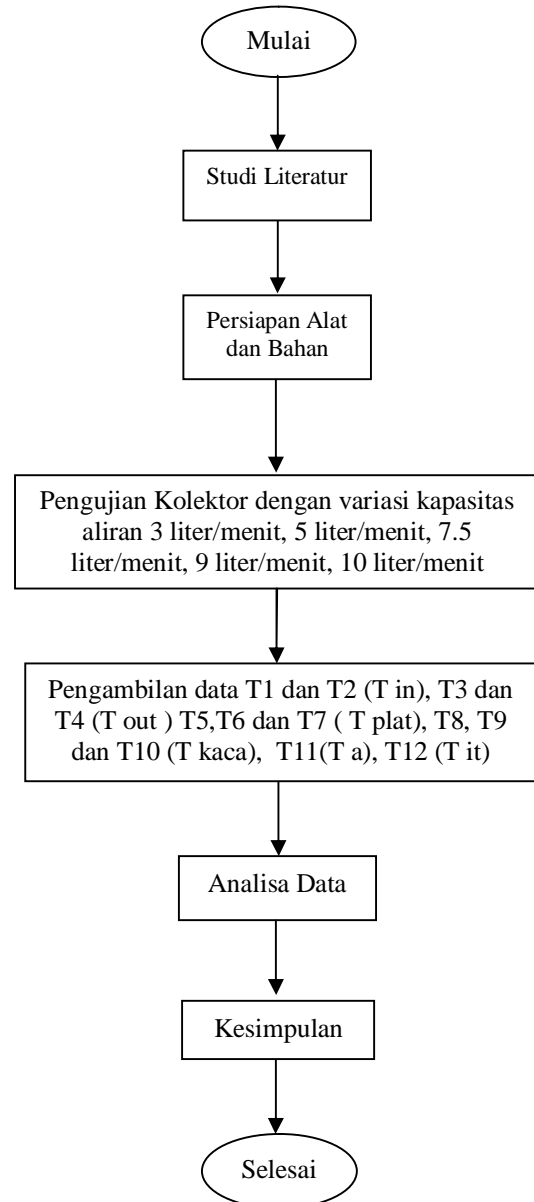 Mulai
Studi Literatur
Persiapan Alat
dan Bahan
Pengujian Kolektor dengan variasi kapasitas
aliran 3 liter/menit, 5 liter/menit, 7.5
liter/menit, 9 liter/menit, 10 liter/menit
Pengambilan data T1 dan T2 (T in), T3 dan
T4 (T out ) T5,T6 dan T7 ( T plat), T8, T9
dan T10 (T kaca), T11(T a), T12 (T it)
Analisa Data
Kesimpulan
Selesai